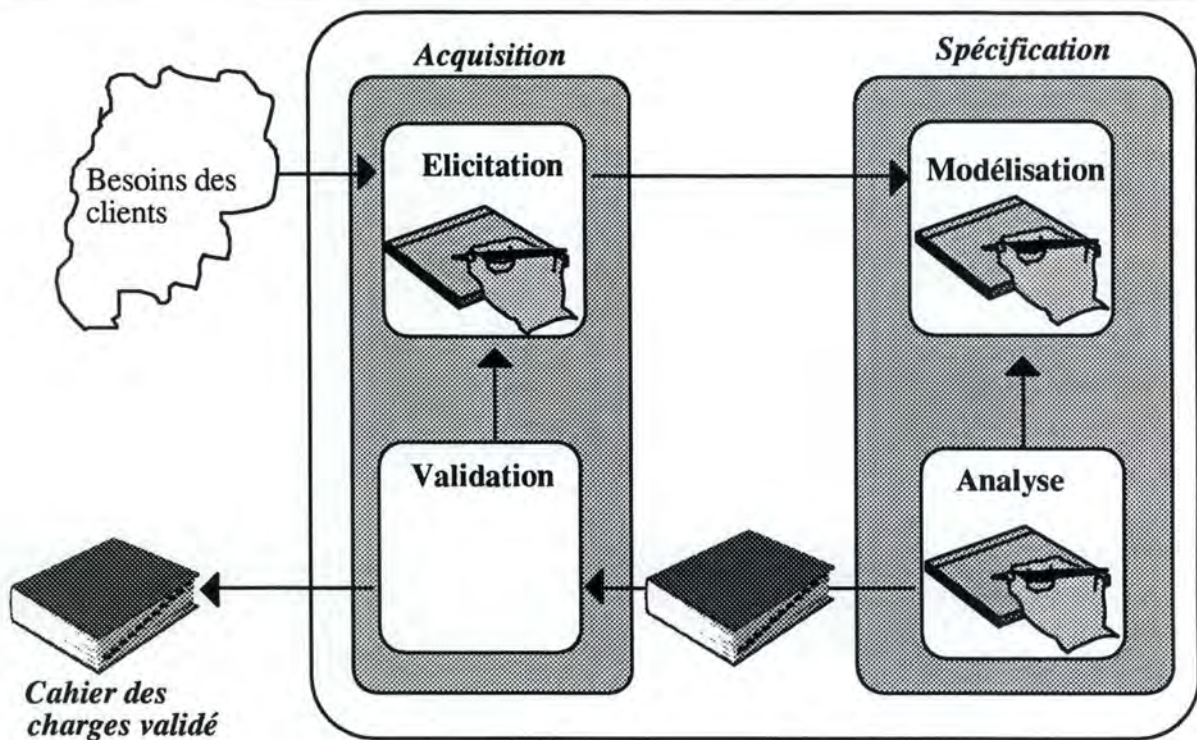 Acquisition
Spécification
Besoins des
clients
Elicitation
Modélisation
Validation
Analyse
Cahier des
charges validé